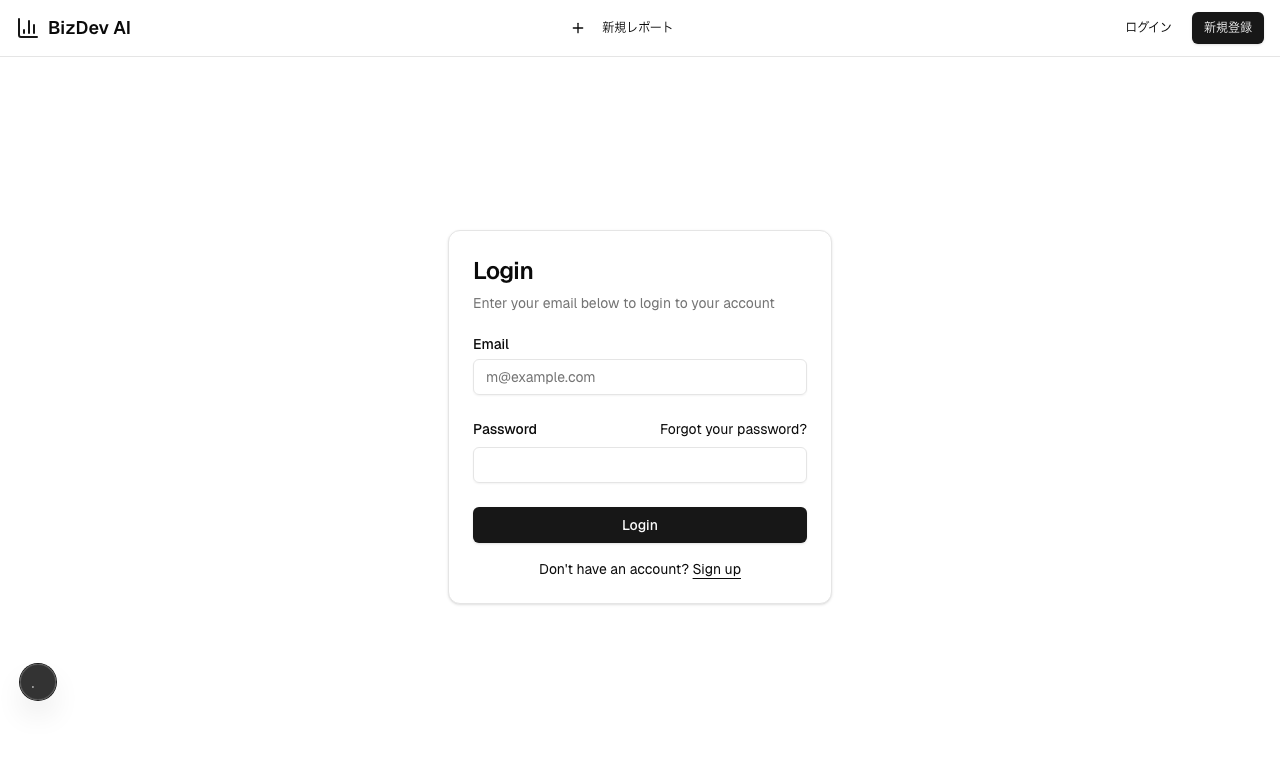 BizDev AI
新規レポート
ログイン
新規登録
Login
Enter your email below to login to your account
Email
m@example.com
Password
Forgot your password?
Login
Don't have an account? Sign up